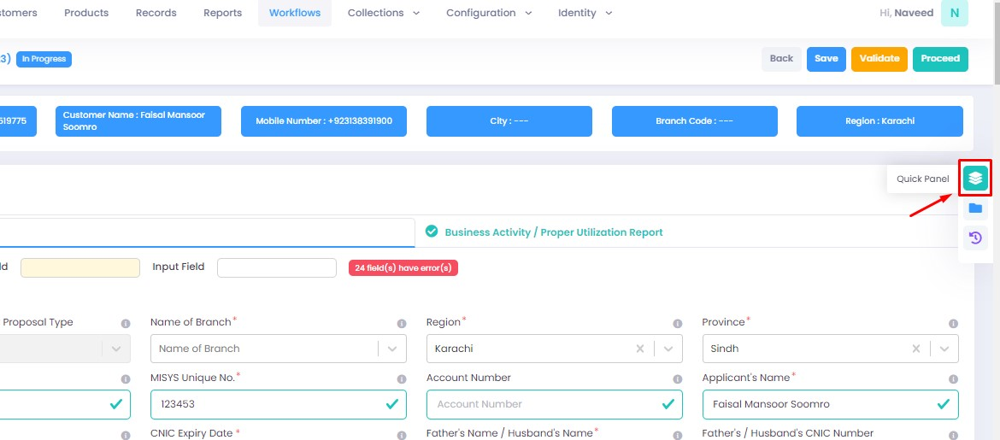 stomers Products Records Reports Workflows Collections Configuration Identity Hi, Naveed N
3) In Progress Back Save Validate Proceed
519775 Customer Name : Faisal Mansoor Soomro Mobile Number : +923138391900 City : --- Branch Code : --- Region : Karachi
Quick Panel
Business Activity / Proper Utilization Report
ld Input Field 24 field(s) have error(s)
Proposal Type Name of Branch* Region* Province*
Name of Branch Karachi Sindh
MISYS Unique No.* Account Number Applicant's Name*
123453 Account Number Faisal Mansoor Soomro
CNIC Expiry Date * Father's Name / Husband's Name* Father's / Husband's CNIC Number